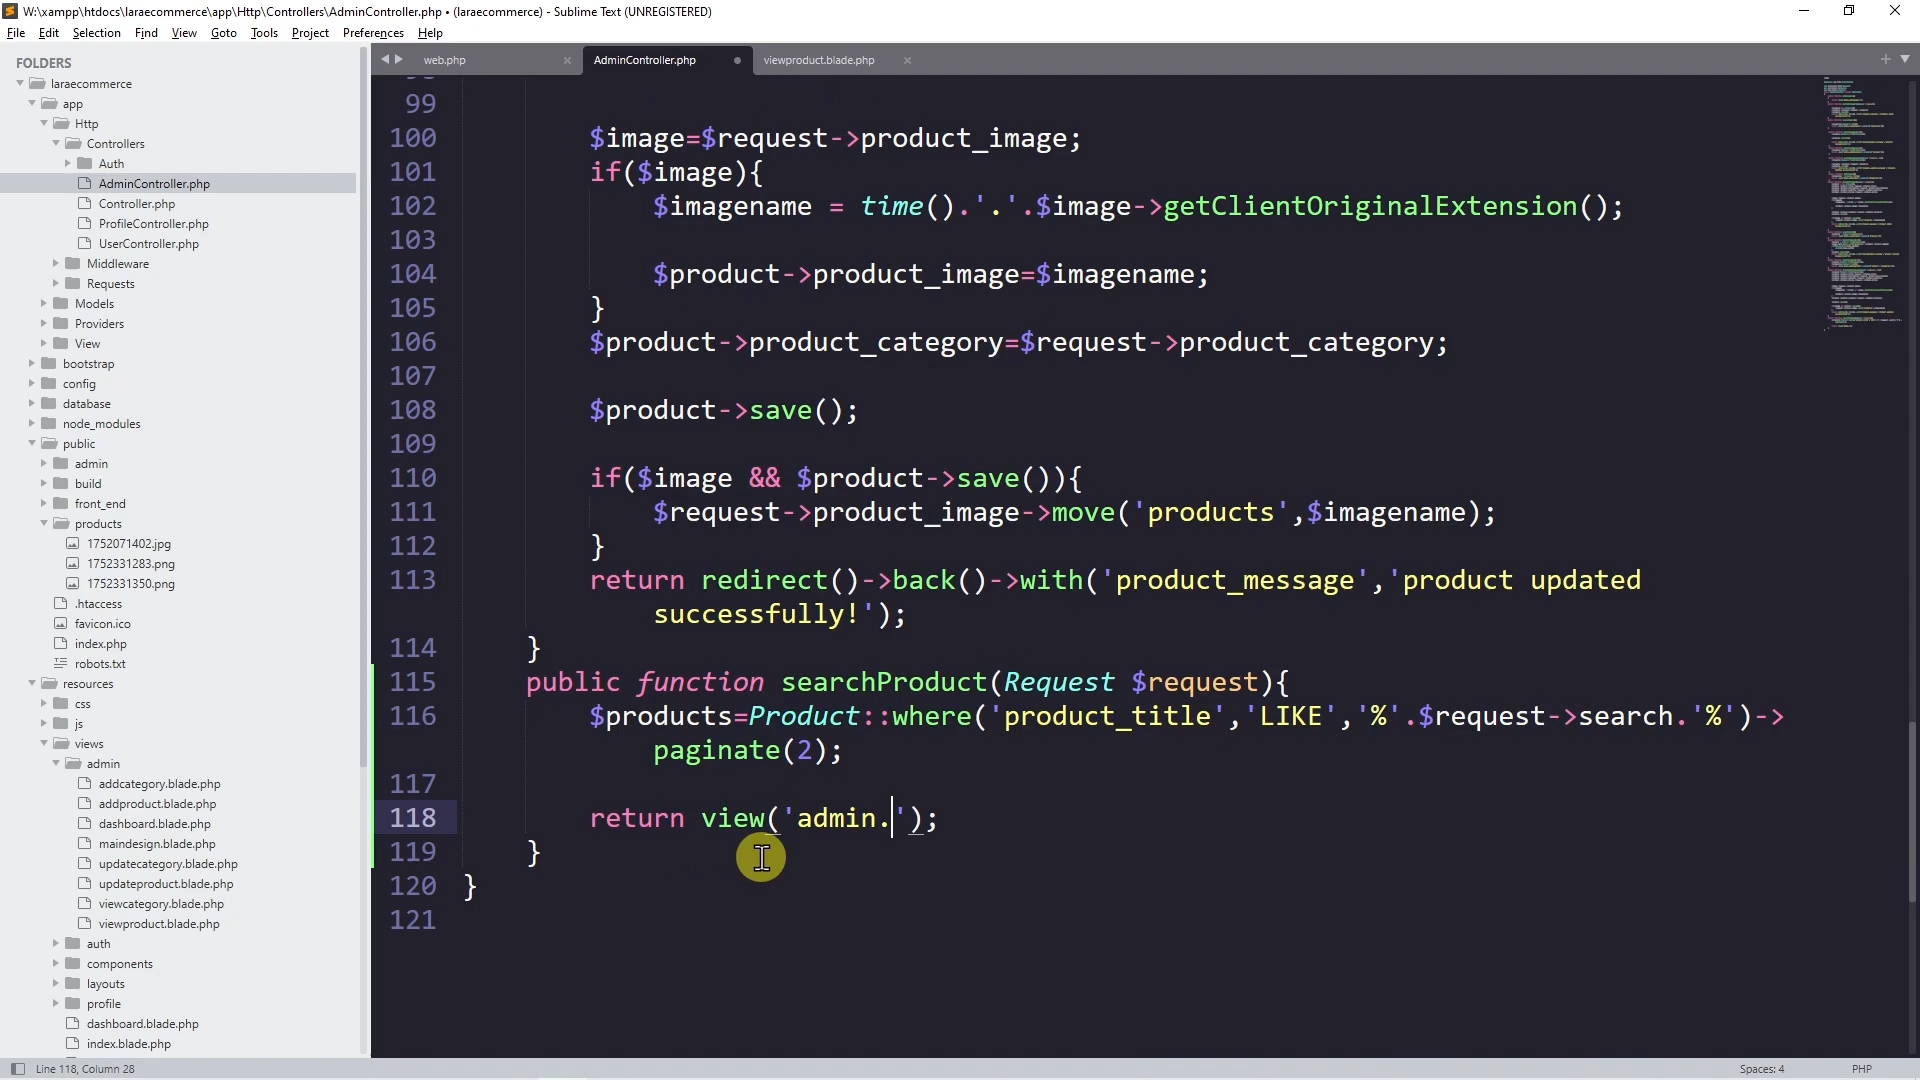 W:\xampp\htdocs\laraecommerce\app\Http\Controllers\AdminController.php • (laraecommerce) - Sublime Text (UNREGISTERED)
File Edit Selection Find View Goto Tools Project Preferences Help
FOLDERS
laraecommerce
app
Http
Controllers
Auth
AdminController.php
Controller.php
ProfileController.php
UserController.php
Middleware
Requests
Models
Providers
View
bootstrap
config
database
node_modules
public
admin
build
front_end
products
1752071402.jpg
1752331283.png
1752331350.png
.htaccess
favicon.ico
index.php
robots.txt
resources
css
js
views
admin
addcategory.blade.php
addproduct.blade.php
dashboard.blade.php
maindesign.blade.php
updatecategory.blade.php
updateproduct.blade.php
viewcategory.blade.php
viewproduct.blade.php
auth
components
layouts
profile
dashboard.blade.php
index.blade.php
web.php AdminController.php viewproduct.blade.php
99
100 $image=$request->product_image;
101 if($image){
102 $imagename = time().'.'.$image->getClientOriginalExtension();
103
104 $product->product_image=$imagename;
105 }
106 $product->product_category=$request->product_category;
107
108 $product->save();
109
110 if($image && $product->save()){
111 $request->product_image->move('products',$imagename);
112 }
113 return redirect()->back()->with('product_message','product updated
successfully!');
114 }
115 public function searchProduct(Request $request){
116 $products=Product::where('product_title','LIKE','%'.$request->search.'%')->
paginate(2);
117
118 return view('admin.');
119 }
120 }
121
Line 118, Column 28 Spaces: 4 PHP